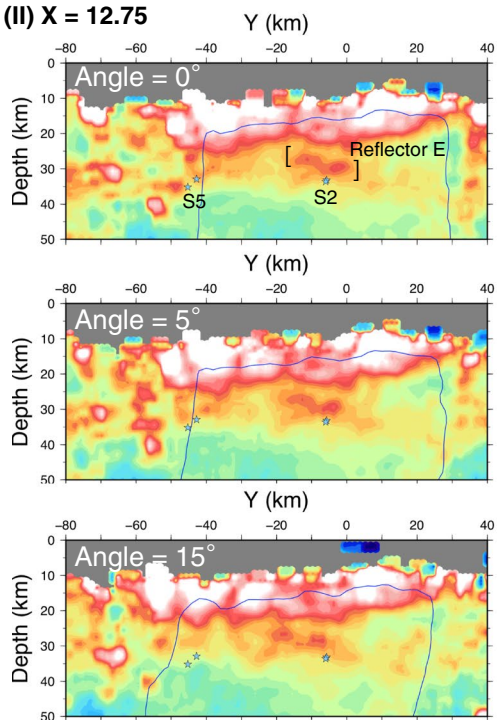 (II) X = 12.75
Y (km)
−80 −60 −40 −20 0 20 40
Angle = 0°
0
10
20
30
40
50
Depth (km)
Reflector E
[ ]
S5
S2
Y (km)
−80 −60 −40 −20 0 20 40
Angle = 5°
0
10
20
30
40
50
Depth (km)
Y (km)
−80 −60 −40 −20 0 20 40
Angle = 15°
0
10
20
30
40
50
Depth (km)